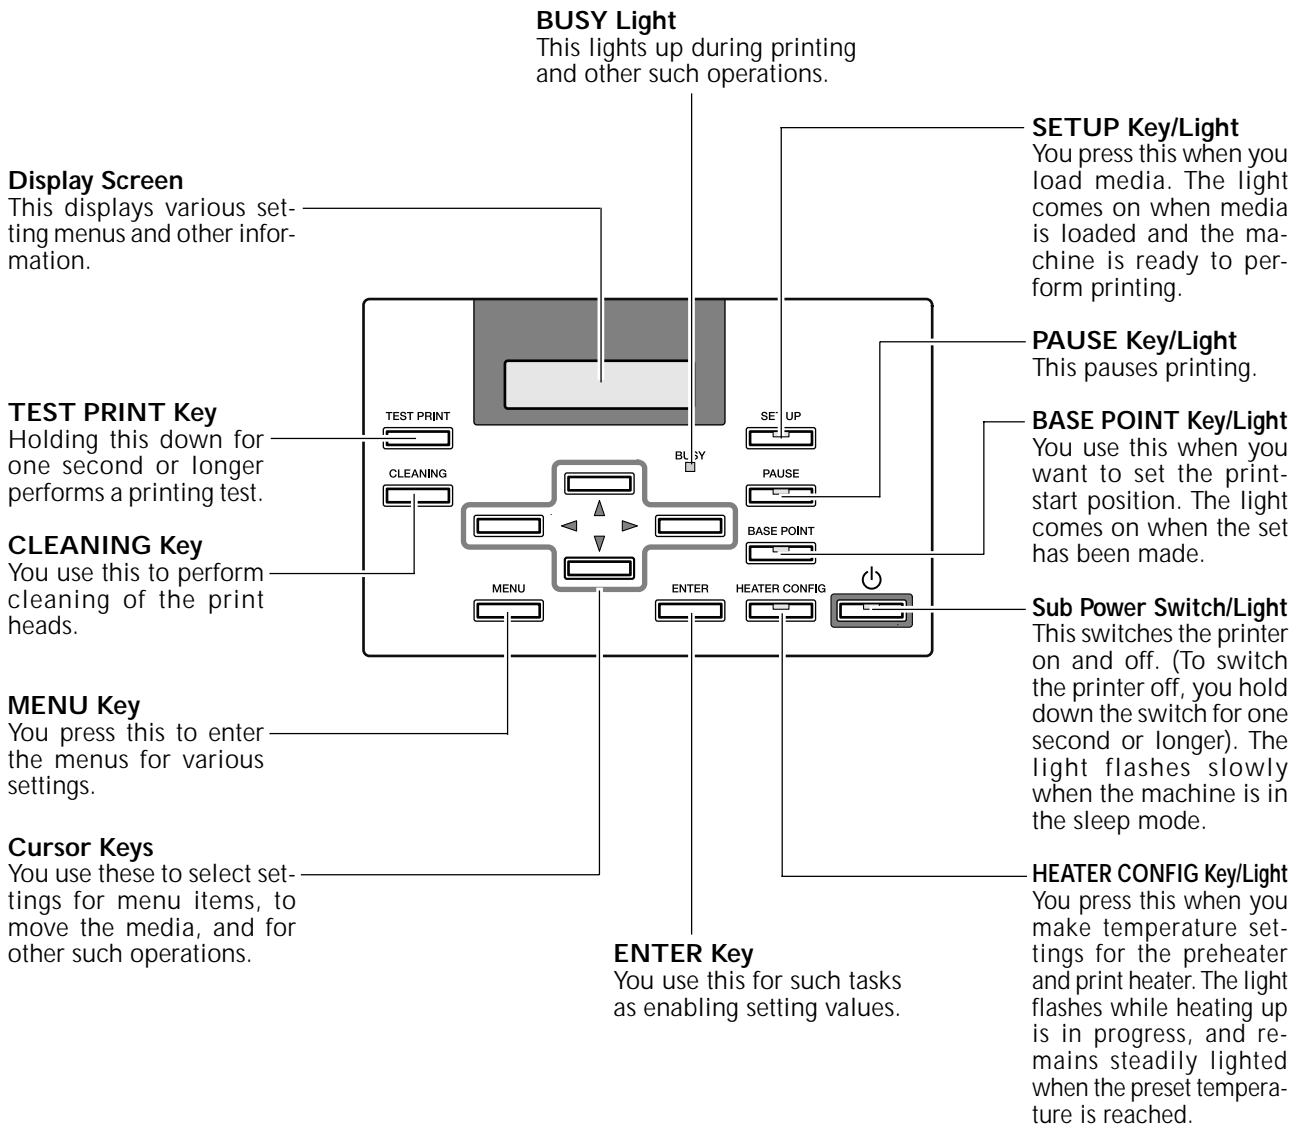 BUSY Light
This lights up during printing
and other such operations.
SETUP Key/Light
You press this when you
load media. The light
comes on when media
is loaded and the ma-
chine is ready to per-
form printing.
Display Screen
This displays various set-
ting menus and other infor-
mation.
PAUSE Key/Light
This pauses printing.
TEST PRINT Key
Holding this down for
one second or longer
performs a printing test.
BASE POINT Key/Light
You use this when you
want to set the print-
start position. The light
comes on when the set
has been made.
CLEANING Key
You use this to perform
cleaning of the print
heads.
TEST PRINT
SETUP
BUSY
CLEANING
PAUSE
BASE POINT
MENU
ENTER
HEATER CONFIG
Sub Power Switch/Light
This switches the printer
on and off. (To switch
the printer off, you hold
down the switch for one
second or longer). The
light flashes slowly
when the machine is in
the sleep mode.
MENU Key
You press this to enter
the menus for various
settings.
Cursor Keys
You use these to select set-
tings for menu items, to
move the media, and for
other such operations.
ENTER Key
You use this for such tasks
as enabling setting values.
HEATER CONFIG Key/Light
You press this when you
make temperature set-
tings for the preheater
and print heater. The light
flashes while heating up
is in progress, and re-
mains steadily lighted
when the preset tempera-
ture is reached.